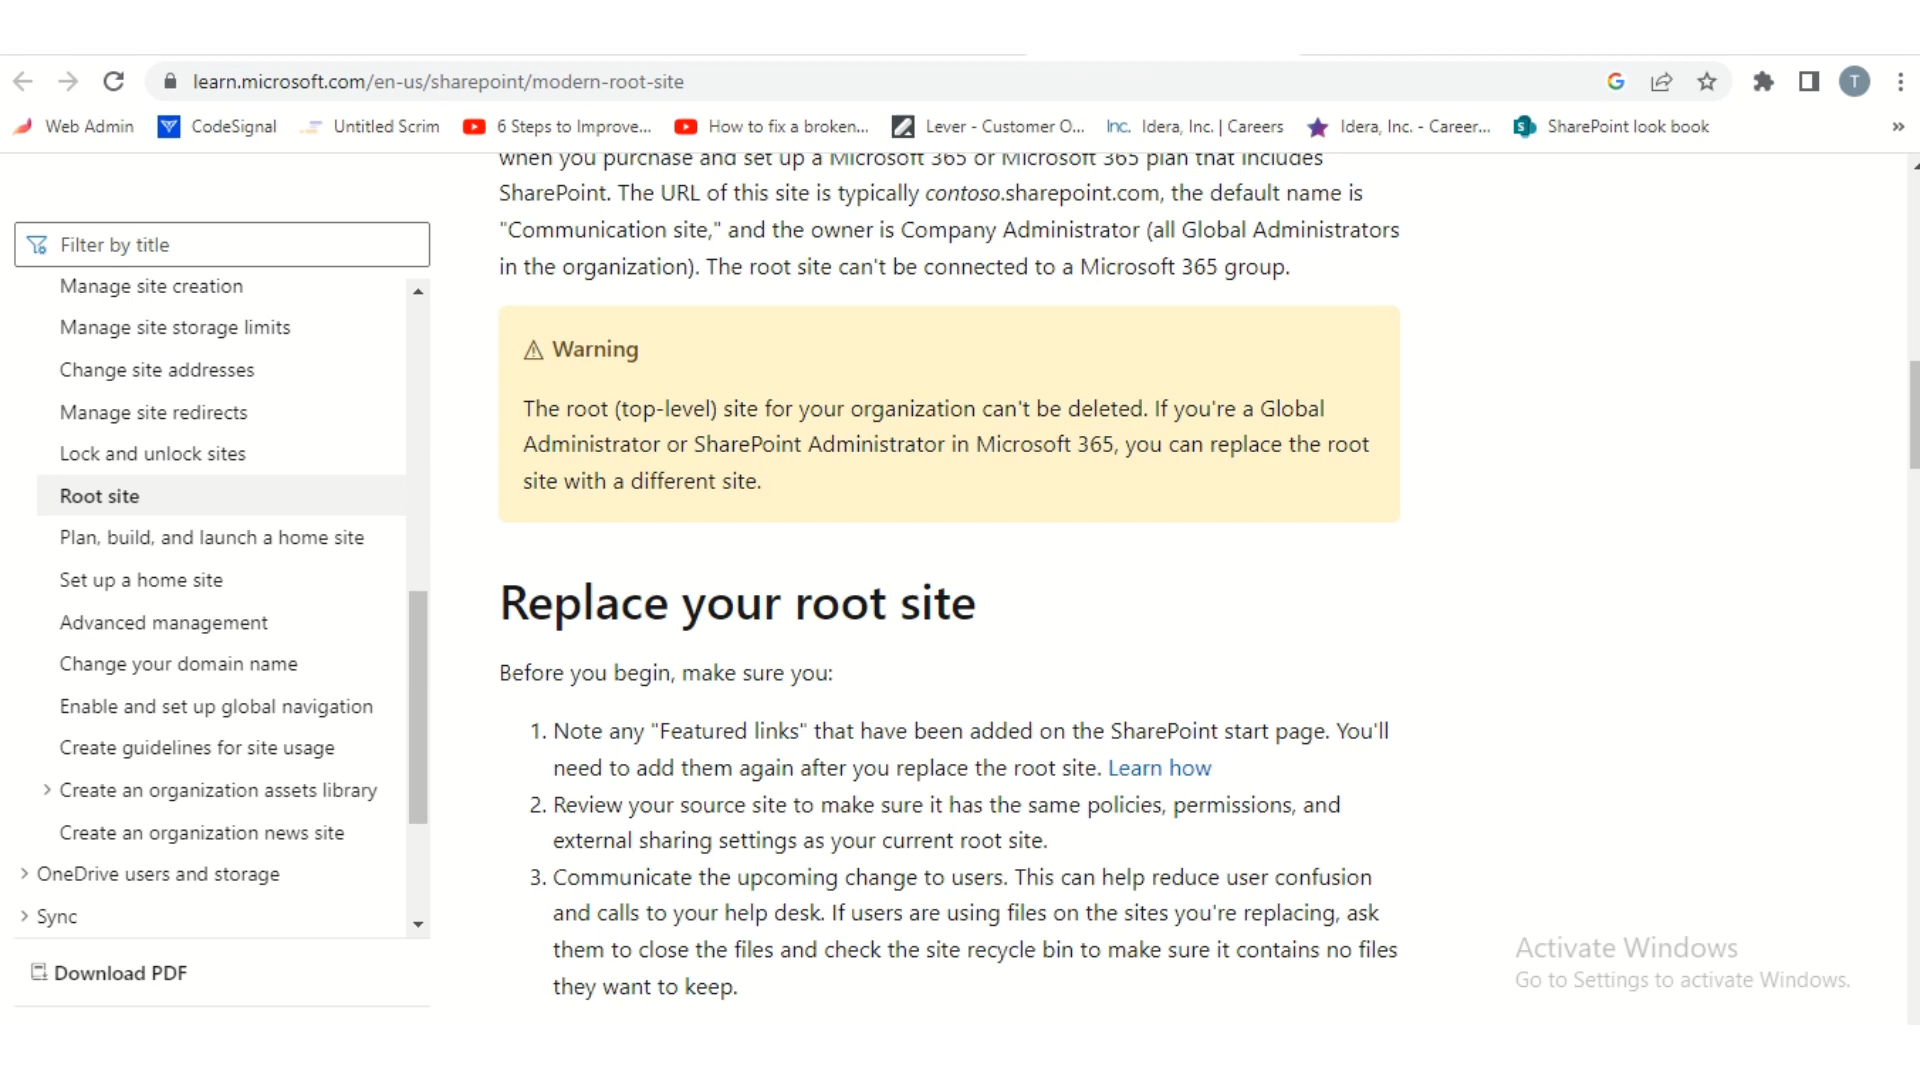 learn.microsoft.com/en-us/sharepoint/modern-root-site
T
Web Admin
CodeSignal
Untitled Scrim
6 Steps to Improve...
How to fix a broken...
Lever - Customer O...
Inc. Idera, Inc. | Careers
Idera, Inc. - Career...
SharePoint look book
»
when you purchase and set up a Microsoft 365 or Microsoft 365 plan that includes
SharePoint. The URL of this site is typically contoso.sharepoint.com, the default name is
"Communication site," and the owner is Company Administrator (all Global Administrators
in the organization). The root site can't be connected to a Microsoft 365 group.
Filter by title
Manage site creation
Manage site storage limits
Change site addresses
Manage site redirects
Lock and unlock sites
Root site
Plan, build, and launch a home site
Set up a home site
Advanced management
Change your domain name
Enable and set up global navigation
Create guidelines for site usage
Create an organization assets library
Create an organization news site
OneDrive users and storage
Sync
Download PDF
Warning
The root (top-level) site for your organization can't be deleted. If you're a Global
Administrator or SharePoint Administrator in Microsoft 365, you can replace the root
site with a different site.
Replace your root site
Before you begin, make sure you:
1. Note any "Featured links" that have been added on the SharePoint start page. You'll
need to add them again after you replace the root site. Learn how
2. Review your source site to make sure it has the same policies, permissions, and
external sharing settings as your current root site.
3. Communicate the upcoming change to users. This can help reduce user confusion
and calls to your help desk. If users are using files on the sites you're replacing, ask
them to close the files and check the site recycle bin to make sure it contains no files
they want to keep.
Activate Windows
Go to Settings to activate Windows.